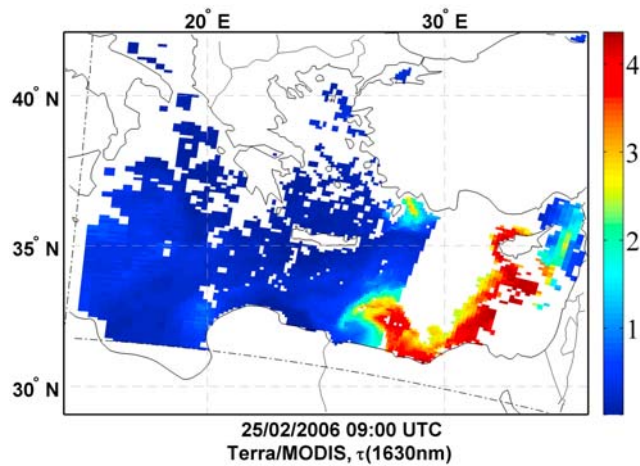 20° E 30° E
4
40° N
3
2
35° N
1
30° N
25/02/2006 09:00 UTC
Terra/MODIS, τ(1630nm)